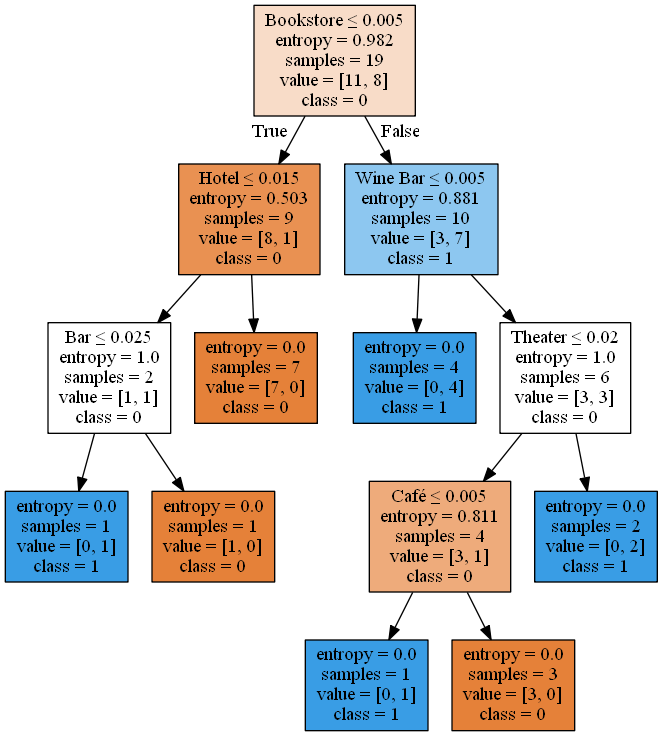 Bookstore ≤ 0.005
entropy = 0.982
samples = 19
value = [11, 8]
class = 0
True
False
Hotel ≤ 0.015
entropy = 0.503
samples = 9
value = [8, 1]
class = 0
Wine Bar ≤ 0.005
entropy = 0.881
samples = 10
value = [3, 7]
class = 1
Bar ≤ 0.025
entropy = 1.0
samples = 2
value = [1, 1]
class = 0
entropy = 0.0
samples = 7
value = [7, 0]
class = 0
entropy = 0.0
samples = 4
value = [0, 4]
class = 1
Theater ≤ 0.02
entropy = 1.0
samples = 6
value = [3, 3]
class = 0
entropy = 0.0
samples = 1
value = [0, 1]
class = 1
entropy = 0.0
samples = 1
value = [1, 0]
class = 0
Café ≤ 0.005
entropy = 0.811
samples = 4
value = [3, 1]
class = 0
entropy = 0.0
samples = 2
value = [0, 2]
class = 1
entropy = 0.0
samples = 1
value = [0, 1]
class = 1
entropy = 0.0
samples = 3
value = [3, 0]
class = 0